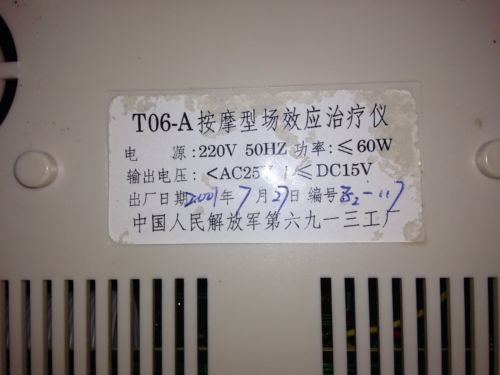 T06-A 按摩型场效应治疗仪
电 源:220V 50HZ 功率:≤60W
输出电压:<AC25V ≤DC15V
出厂日期2001年7月27日 编号
中国人民解放军第六九一三工厂